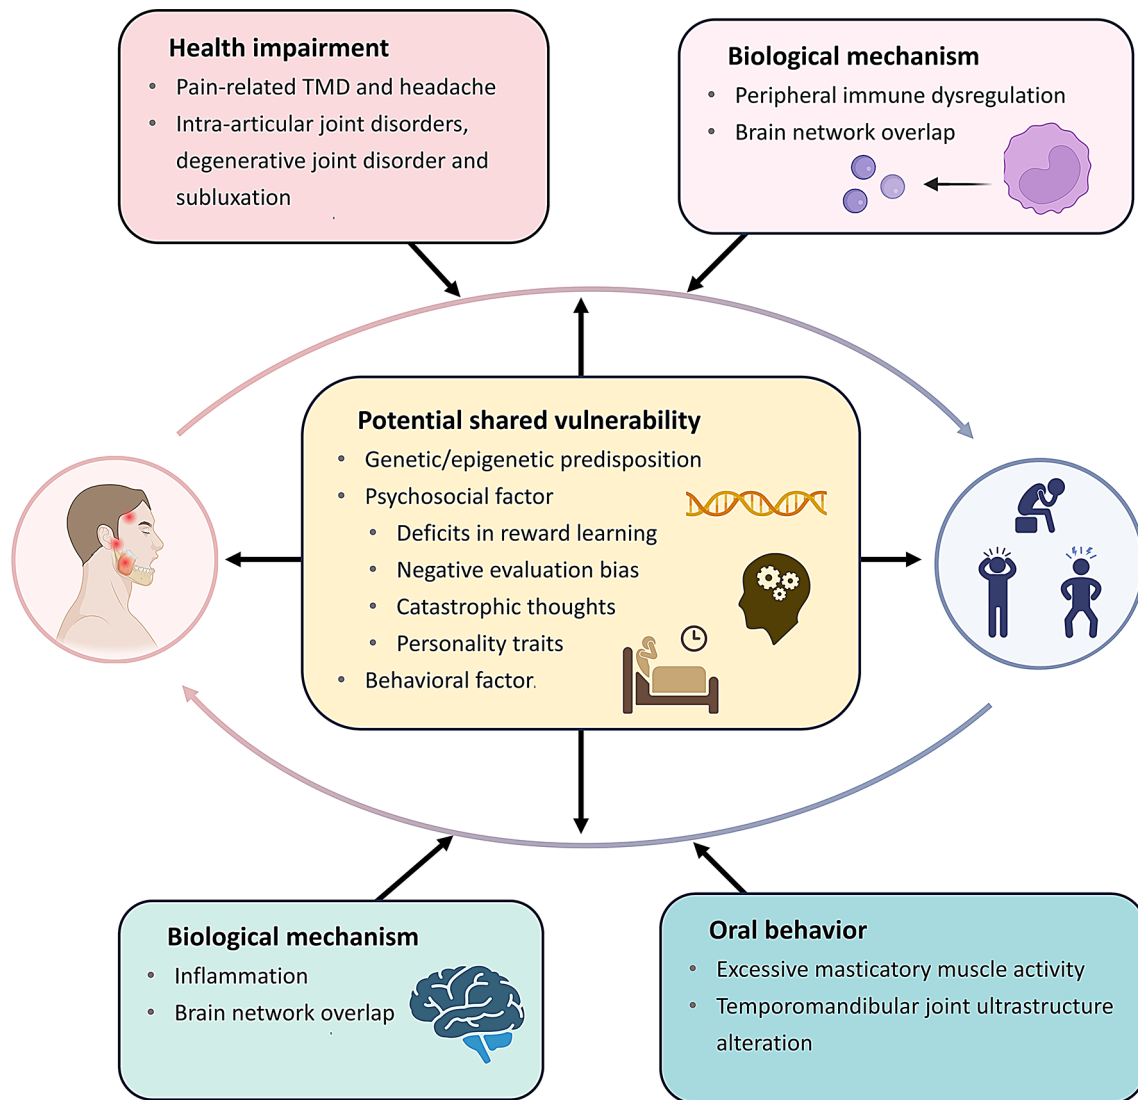 Health impairment
• Pain-related TMD and headache
• Intra-articular joint disorders,
degenerative joint disorder and
subluxation
Biological mechanism
• Peripheral immune dysregulation
• Brain network overlap
Potential shared vulnerability
• Genetic/epigenetic predisposition
• Psychosocial factor
• Deficits in reward learning
• Negative evaluation bias
• Catastrophic thoughts
• Personality traits
• Behavioral factor.
Biological mechanism
• Inflammation
• Brain network overlap
Oral behavior
• Excessive masticatory muscle activity
• Temporomandibular joint ultrastructure
alteration